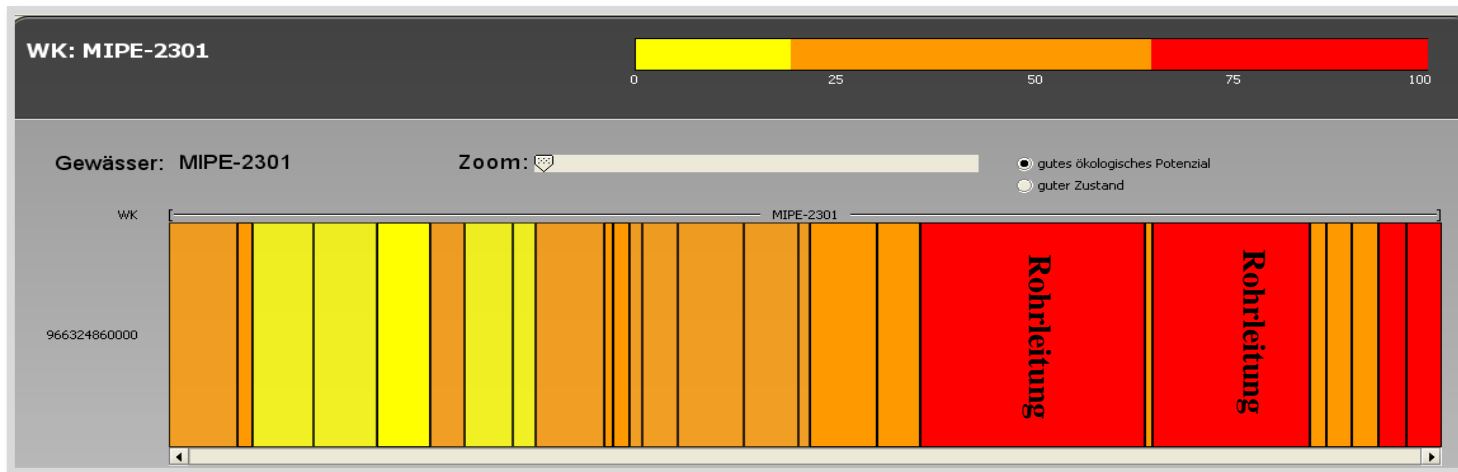 WK: MIPE-2301
0 25 50 75 100
Gewässer: MIPE-2301
Zoom:
gutes ökologisches Potenzial
guter Zustand
WK
MIPE-2301
966324860000
Rohrleitung
Rohrleitung